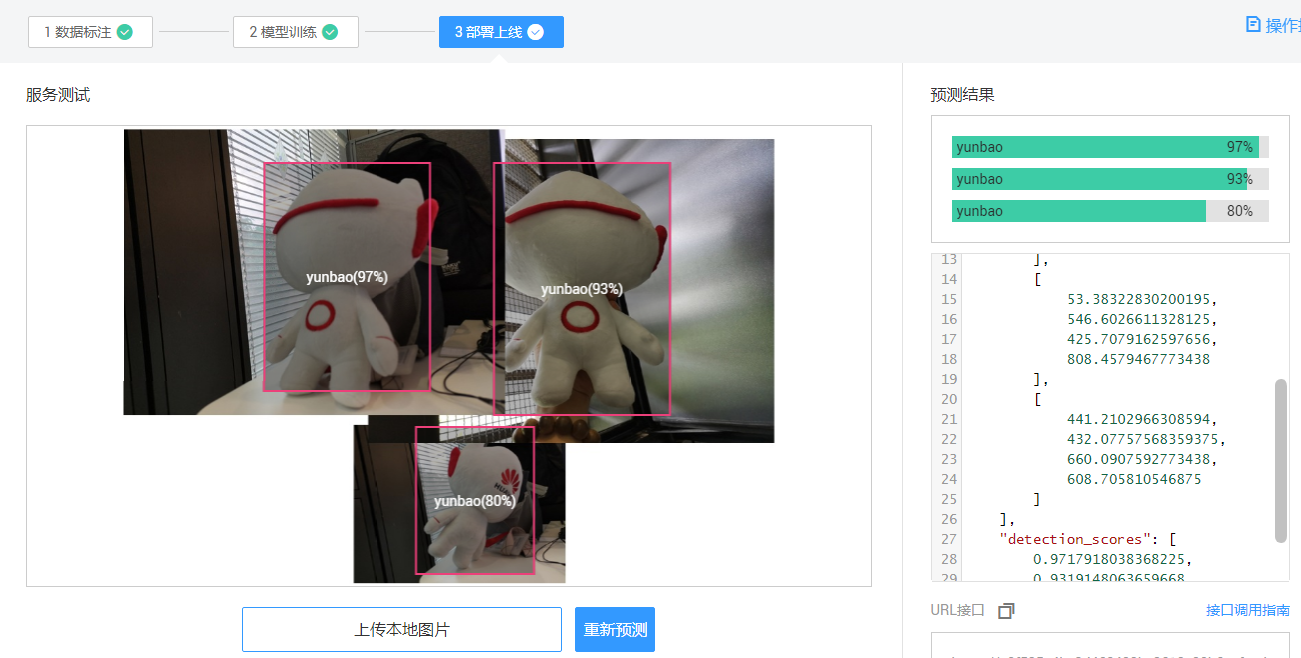 1 数据标注
2 模型训练
3 部署上线
服务测试
yunbao(97%)
yunbao(93%)
yunbao(80%)
上传本地图片
重新预测
预测结果
yunbao 97%
yunbao 93%
yunbao 80%
13 ],
14 [
15 53.38322830200195,
16 546.6026611328125,
17 425.7079162597656,
18 808.4579467773438
19 ],
20 [
21 441.2102966308594,
22 432.07757568359375,
23 660.0907592773438,
24 608.705810546875
25 ]
26 ],
27 "detection_scores": [
28 0.9717918038368225,
29 0.9319148063659668
URL接口
接口调用指南